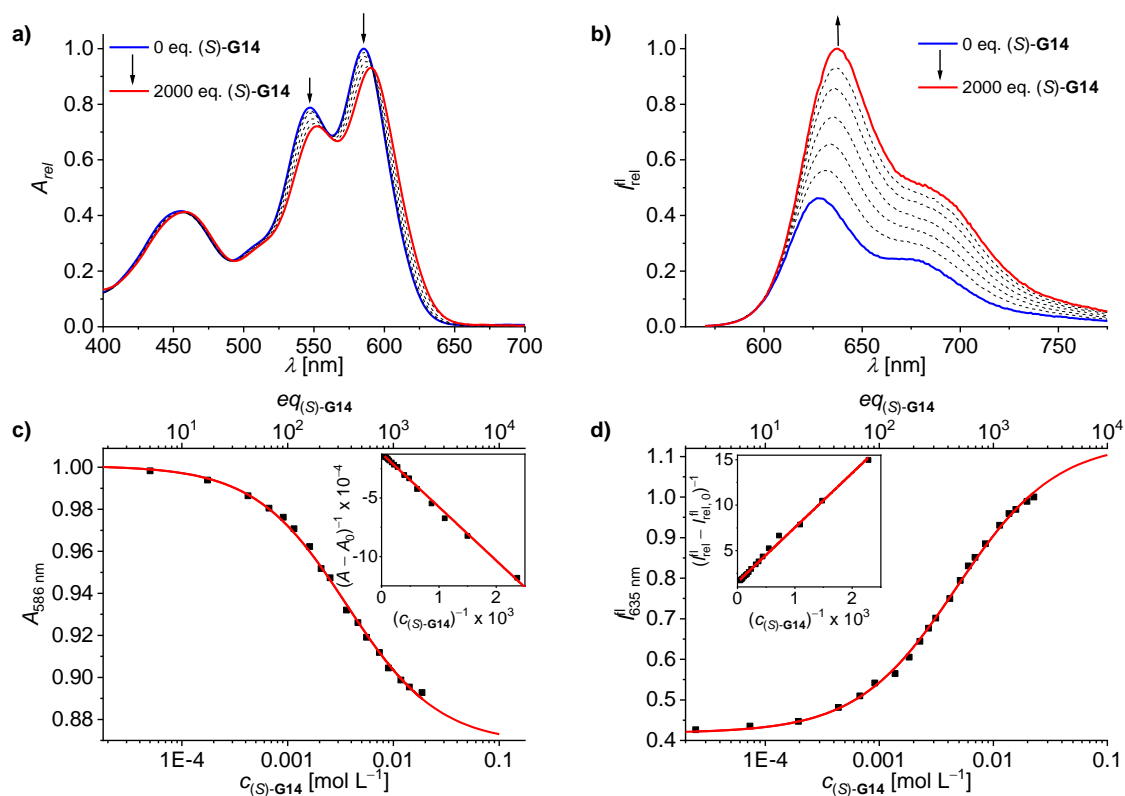 a)
0 eq. (S)-G14
2000 eq. (S)-G14
A_rel
1.0
0.8
0.6
0.4
0.2
0.0
400 450 500 550 600 650 700
λ [nm]
b)
0 eq. (S)-G14
2000 eq. (S)-G14
I^fl_rel
1.0
0.8
0.6
0.4
0.2
0.0
600 650 700 750
λ [nm]
c)
eq_(S)-G14
10^1 10^2 10^3 10^4
A_586 nm
1.00
0.98
0.96
0.94
0.92
0.90
0.88
1E-4 0.001 0.01 0.1
c_(S)-G14 [mol L^–1]
(A – A_0)^–1 x 10^–4
-5
-10
0 1 2
(c_(S)-G14)^–1 x 10^3
d)
eq_(S)-G14
10^1 10^2 10^3 10^4
I^fl_635 nm
1.1
1.0
0.9
0.8
0.7
0.6
0.5
0.4
1E-4 0.001 0.01 0.1
c_(S)-G14 [mol L^–1]
(I^fl_rel – I^fl_rel, 0)^–1
15
10
5
0 1 2
(c_(S)-G14)^–1 x 10^3